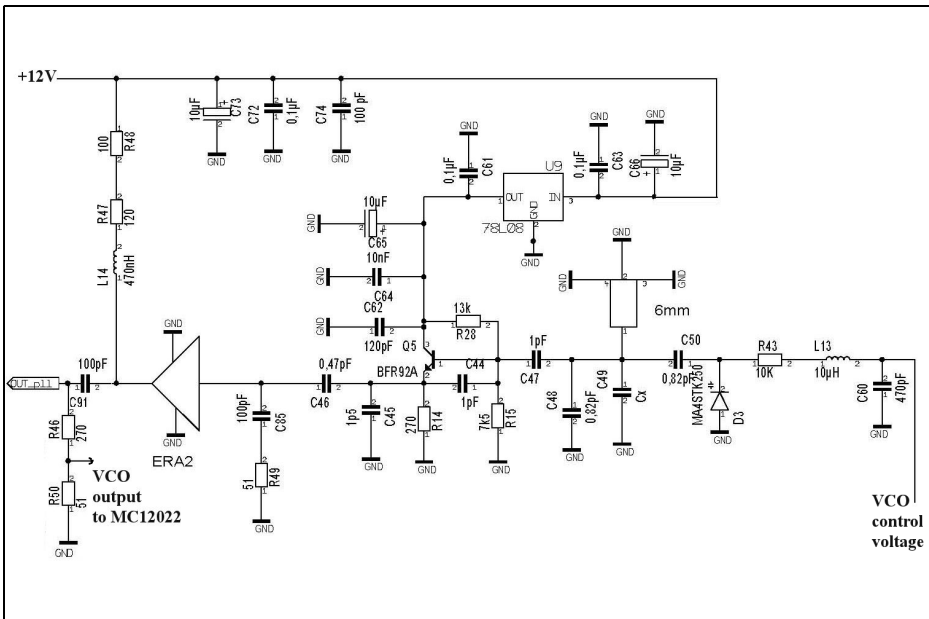 +12V
100
R48
10µF
C73
0,1µF
C72
100 pF
C74
GND
GND
GND
GND
0,1µF
C61
U9
OUT
IN
GND
78L08
GND
GND
0,1µF
C63
GND
C66
10µF
R47
120
L14
470nH
GND
10µF
C65
10nF
GND
C64
C62
GND
120pF
13k
R28
Q5
BFR92A
GND
GND
GND
6mm
GND
ERA2
GND
OUT_pll
100pF
C91
R46
270
VCO
output
to MC12022
R50
51
GND
100pF
C85
51
R49
GND
0,47pF
C46
1p5
C45
GND
C44
1pF
270
R14
GND
7k5
R15
GND
1pF
C47
C48
0,82pF
GND
C49
Cx
GND
C50
0,82pF
MA4STK250
D3
GND
R43
10K
L13
10µH
C60
470pF
GND
VCO
control
voltage